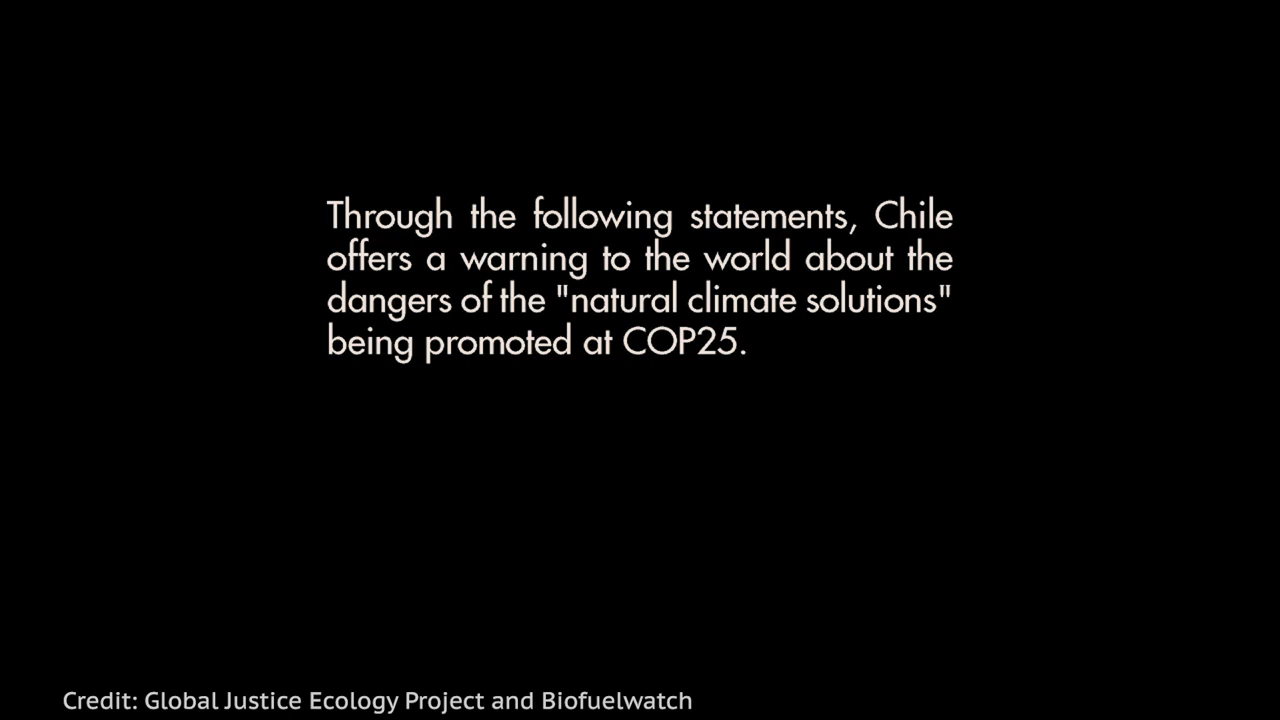 Through the following statements, Chile
offers a warning to the world about the
dangers of the "natural climate solutions"
being promoted at COP25.
Credit: Global Justice Ecology Project and Biofuelwatch